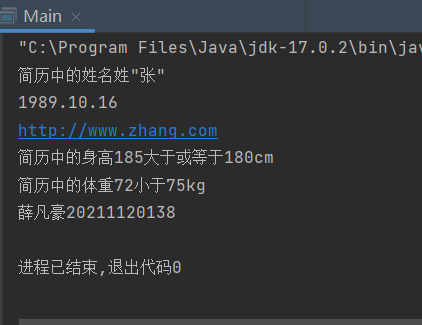 Main
"C:\Program Files\Java\jdk-17.0.2\bin\jav
简历中的姓名姓"张"
1989.10.16
http://www.zhang.com
简历中的身高185大于或等于180cm
简历中的体重72小于75kg
薛凡豪20211120138
进程已结束,退出代码0